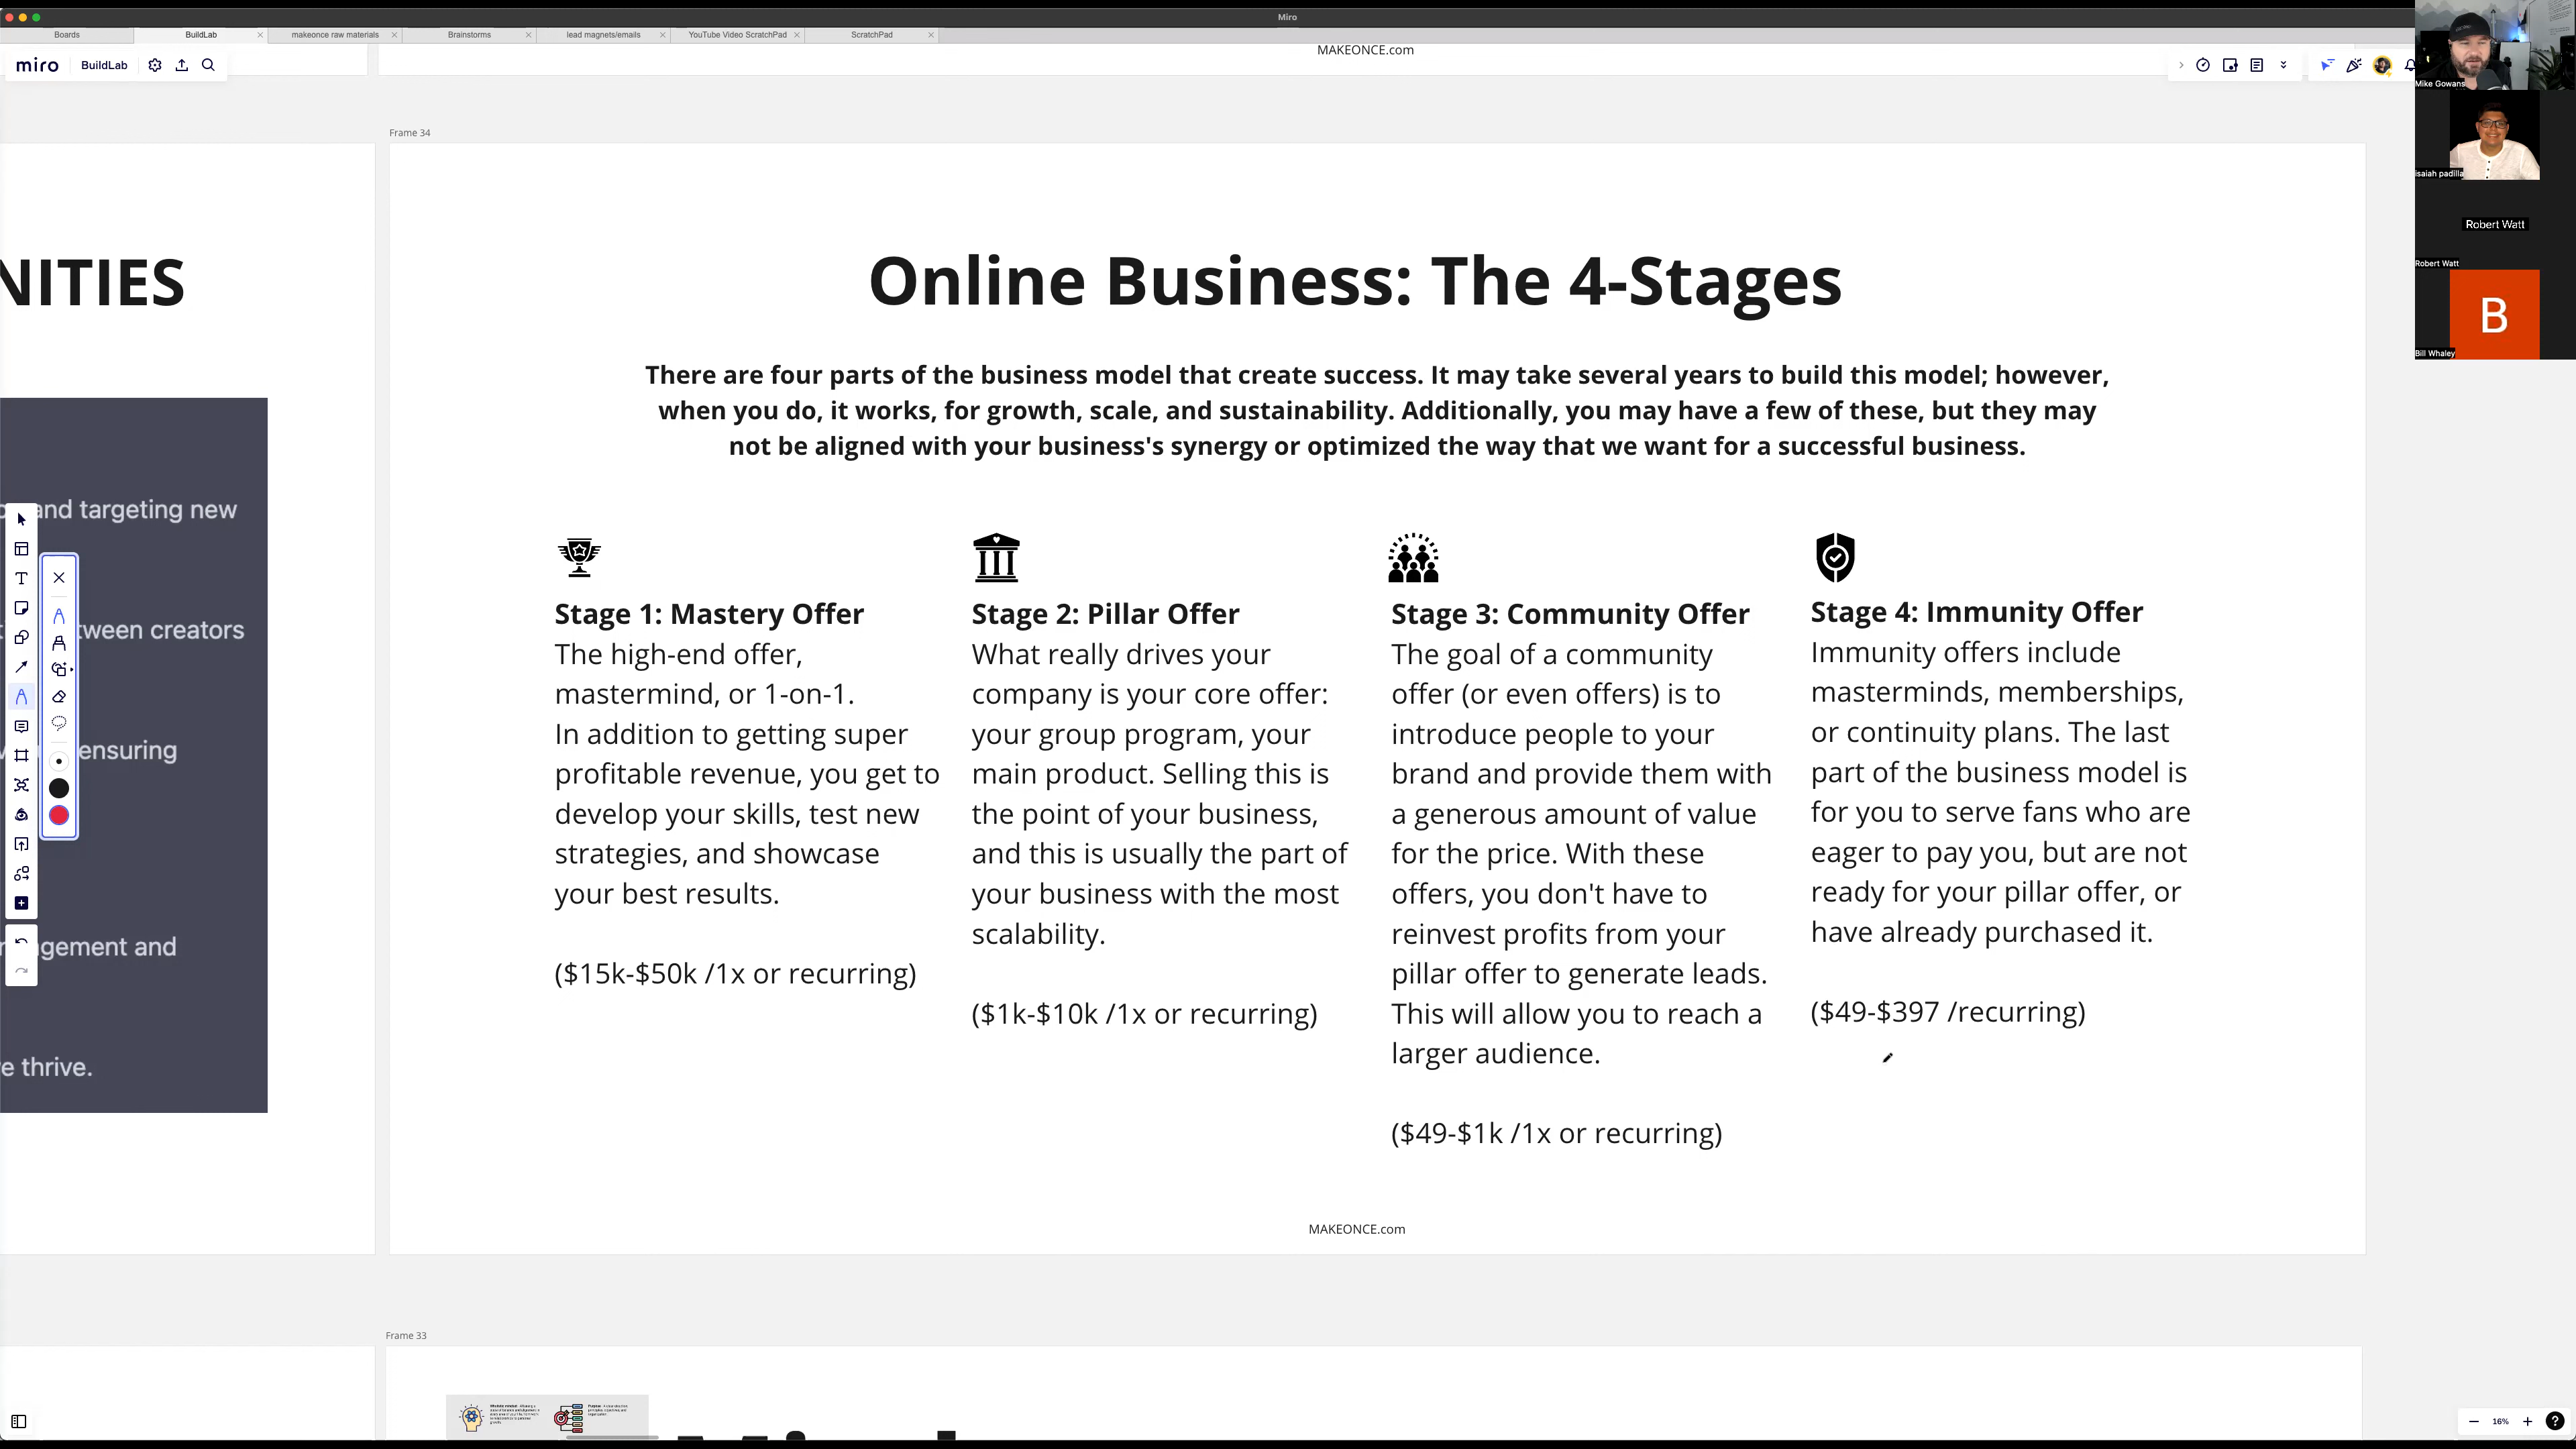 Miro
Boards
BuildLab
makeonce raw materials
Brainstorms
lead magnets/emails
YouTube Video ScratchPad
ScratchPad
miro
BuildLab
MAKEONCE.com
Mike Gowans
isaiah padilla
Robert Watt
Robert Watt
B
Bill Whaley
Frame 34
NITIES
and targeting new
tween creators
ensuring
gement and
e thrive.
Online Business: The 4-Stages
There are four parts of the business model that create success. It may take several years to build this model; however,
when you do, it works, for growth, scale, and sustainability. Additionally, you may have a few of these, but they may
not be aligned with your business's synergy or optimized the way that we want for a successful business.
Stage 1: Mastery Offer
The high-end offer,
mastermind, or 1-on-1.
In addition to getting super
profitable revenue, you get to
develop your skills, test new
strategies, and showcase
your best results.
($15k-$50k /1x or recurring)
Stage 2: Pillar Offer
What really drives your
company is your core offer:
your group program, your
main product. Selling this is
the point of your business,
and this is usually the part of
your business with the most
scalability.
($1k-$10k /1x or recurring)
Stage 3: Community Offer
The goal of a community
offer (or even offers) is to
introduce people to your
brand and provide them with
a generous amount of value
for the price. With these
offers, you don't have to
reinvest profits from your
pillar offer to generate leads.
This will allow you to reach a
larger audience.
($49-$1k /1x or recurring)
Stage 4: Immunity Offer
Immunity offers include
masterminds, memberships,
or continuity plans. The last
part of the business model is
for you to serve fans who are
eager to pay you, but are not
ready for your pillar offer, or
have already purchased it.
($49-$397 /recurring)
MAKEONCE.com
Frame 33
16%